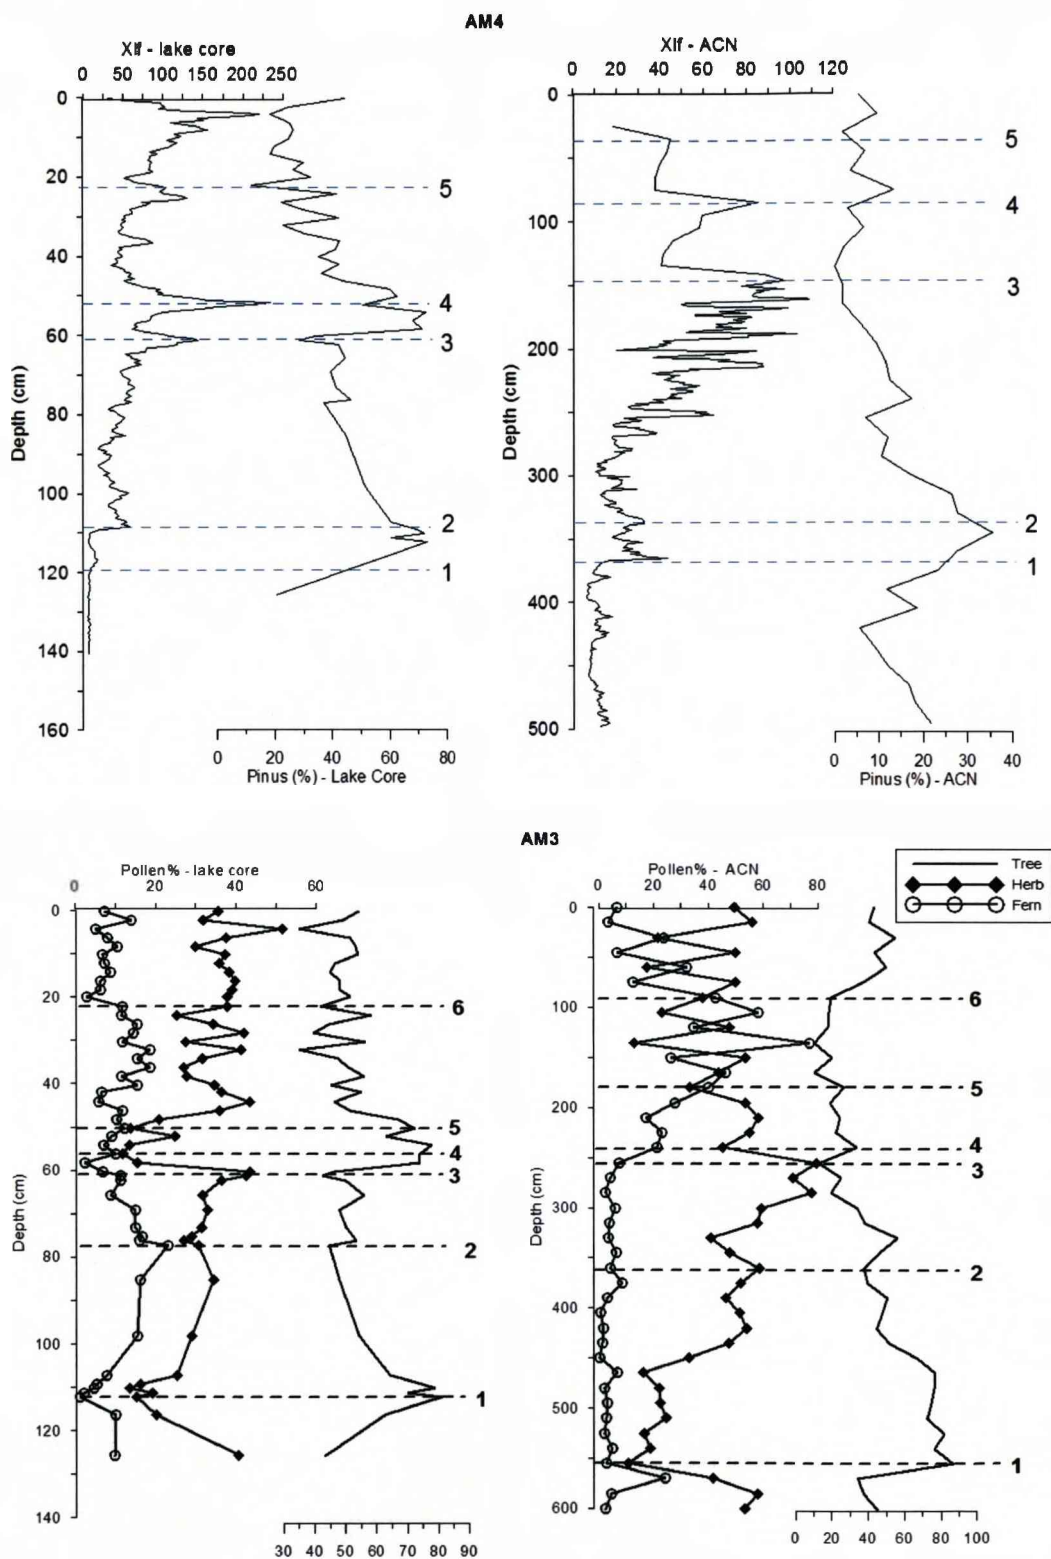 AM4
Xlf - lake core
0 50 100 150 200 250
0
20
40
60
80
100
120
140
160
Depth (cm)
5
4
3
2
1
0 20 40 60 80
Pinus (%) - Lake Core
Xlf - ACN
0 20 40 60 80 100 120
0
100
200
300
400
500
Depth (cm)
5
4
3
2
1
0 10 20 30 40
Pinus (%) - ACN
AM3
Pollen% - lake core
0 20 40 60
0
20
40
60
80
100
120
140
Depth (cm)
6
5
4
3
2
1
30 40 50 60 70 80 90
Pollen% - ACN
0 20 40 60 80
0
100
200
300
400
500
600
Depth (cm)
6
5
4
3
2
1
0 20 40 60 80 100
Tree
Herb
Fern